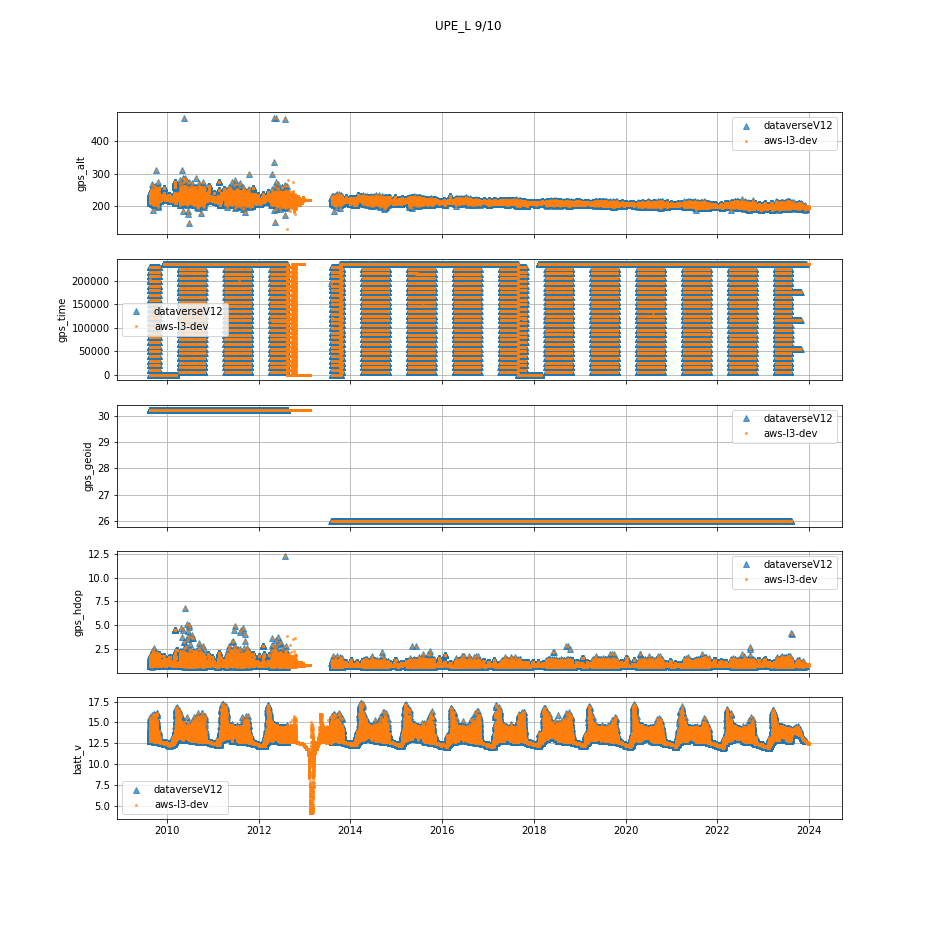 UPE_L 9/10
gps_alt
400
300
200
dataverseV12
aws-l3-dev
gps_time
200000
150000
100000
50000
0
dataverseV12
aws-l3-dev
gps_geoid
30
29
28
27
26
dataverseV12
aws-l3-dev
gps_hdop
12.5
10.0
7.5
5.0
2.5
dataverseV12
aws-l3-dev
batt_v
17.5
15.0
12.5
10.0
7.5
5.0
dataverseV12
aws-l3-dev
2010 2012 2014 2016 2018 2020 2022 2024